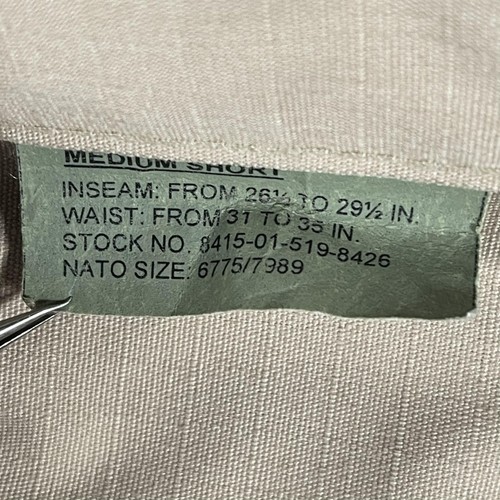 MEDIUM SHORT
INSEAM: FROM 26½ TO 29½ IN.
WAIST: FROM 31 TO 35 IN.
STOCK NO. 8415-01-519-8426
NATO SIZE: 6775/7989